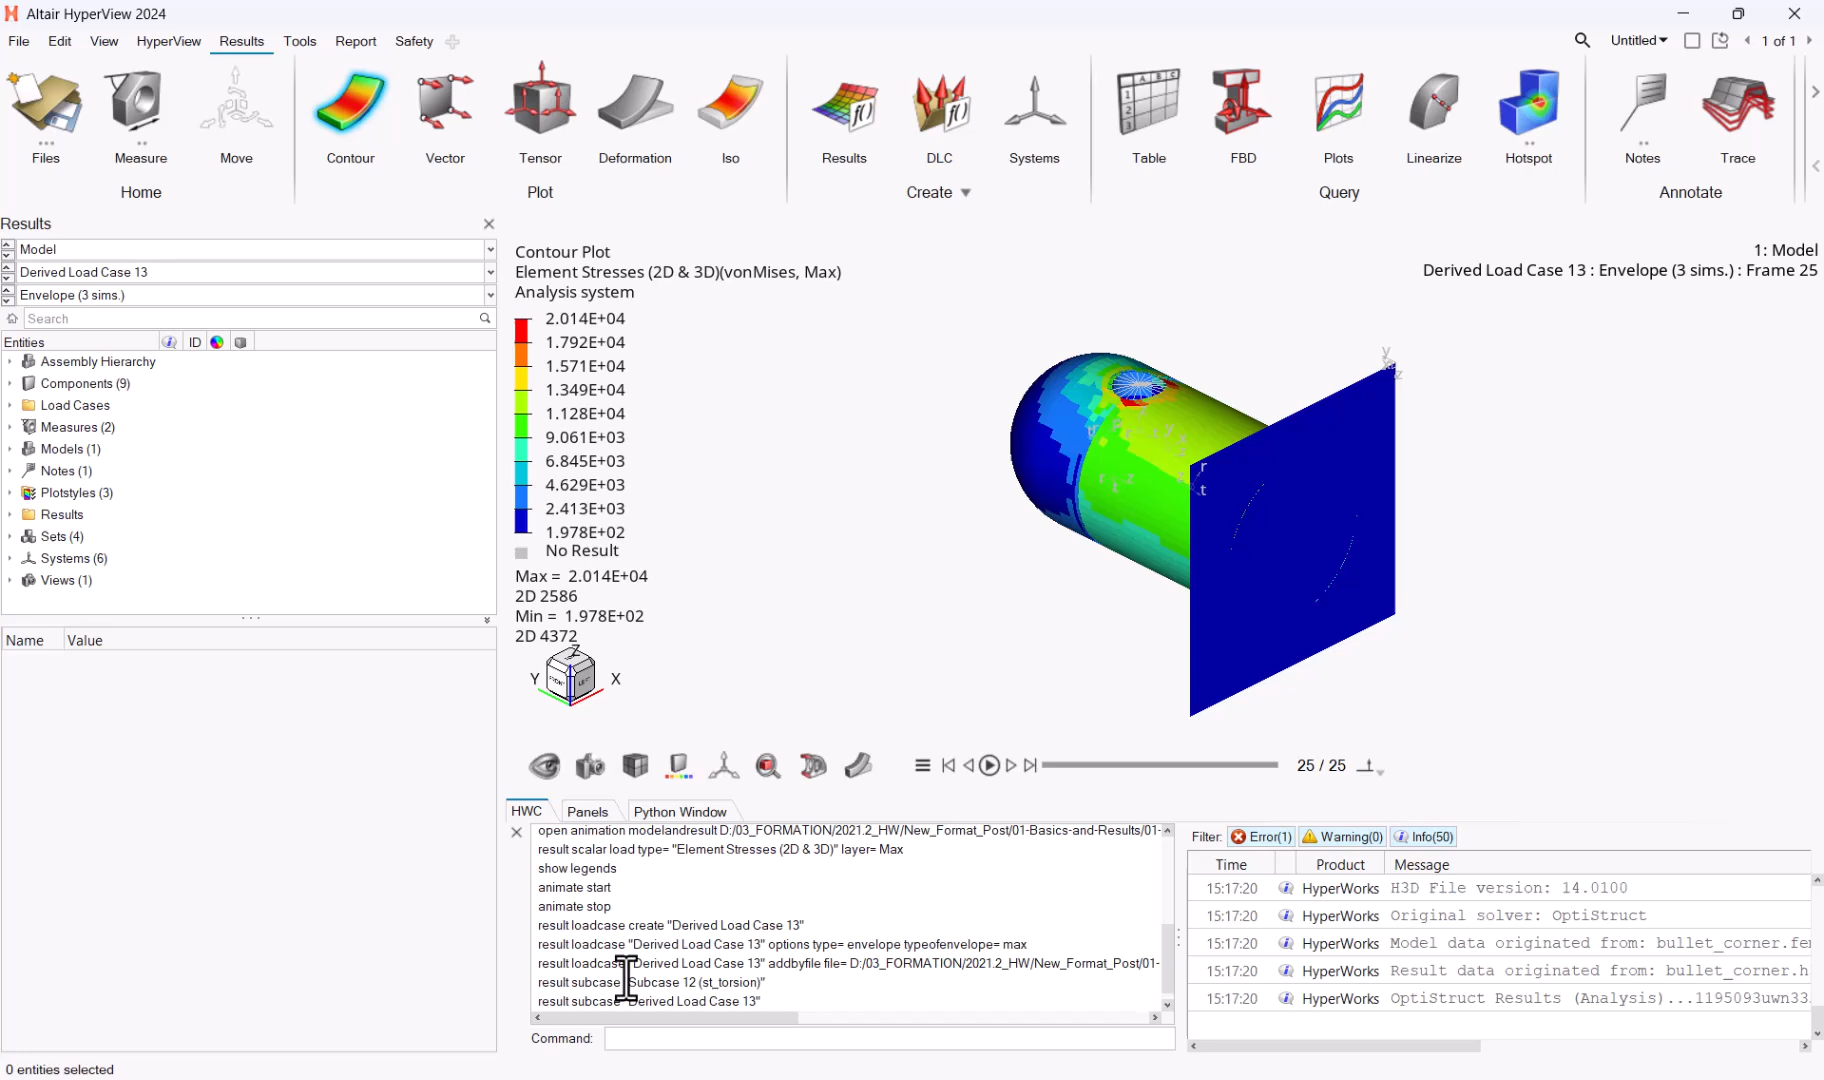 Altair HyperView 2024
File Edit View HyperView Results Tools Report Safety
Untitled 1 of 1
Files Measure Move Contour Vector Tensor Deformation Iso Results DLC Systems Table FBD Plots Linearize Hotspot Notes Trace
Home Plot Create Query Annotate
Results
Model
Derived Load Case 13
Envelope (3 sims.)
Search
Entities ID
Assembly Hierarchy
Components (9)
Load Cases
Measures (2)
Models (1)
Notes (1)
Plotstyles (3)
Results
Sets (4)
Systems (6)
Views (1)
Name Value
0 entities selected
Contour Plot
Element Stresses (2D & 3D)(vonMises, Max)
Analysis system
2.014E+04
1.792E+04
1.571E+04
1.349E+04
1.128E+04
9.061E+03
6.845E+03
4.629E+03
2.413E+03
1.978E+02
No Result
Max = 2.014E+04
2D 2586
Min = 1.978E+02
2D 4372
Z
Y X
1: Model
Derived Load Case 13 : Envelope (3 sims.) : Frame 25
25 / 25
HWC Panels Python Window
open animation modelandresult D:/03_FORMATION/2021.2_HW/New_Format_Post/01-Basics-and-Results/01-
result scalar load type= "Element Stresses (2D & 3D)" layer= Max
show legends
animate start
animate stop
result loadcase create "Derived Load Case 13"
result loadcase "Derived Load Case 13" options type= envelope typeofenvelope= max
result loadcase "Derived Load Case 13" addbyfile file= D:/03_FORMATION/2021.2_HW/New_Format_Post/01-
result subcase "Subcase 12 (st_torsion)"
result subcase "Derived Load Case 13"
Command:
Filter: Error(1) Warning(0) Info(50)
Time Product Message
15:17:20 HyperWorks H3D File version: 14.0100
15:17:20 HyperWorks Original solver: OptiStruct
15:17:20 HyperWorks Model data originated from: bullet_corner.fe
15:17:20 HyperWorks Result data originated from: bullet_corner.h
15:17:20 HyperWorks OptiStruct Results (Analysis)...1195093uwn33